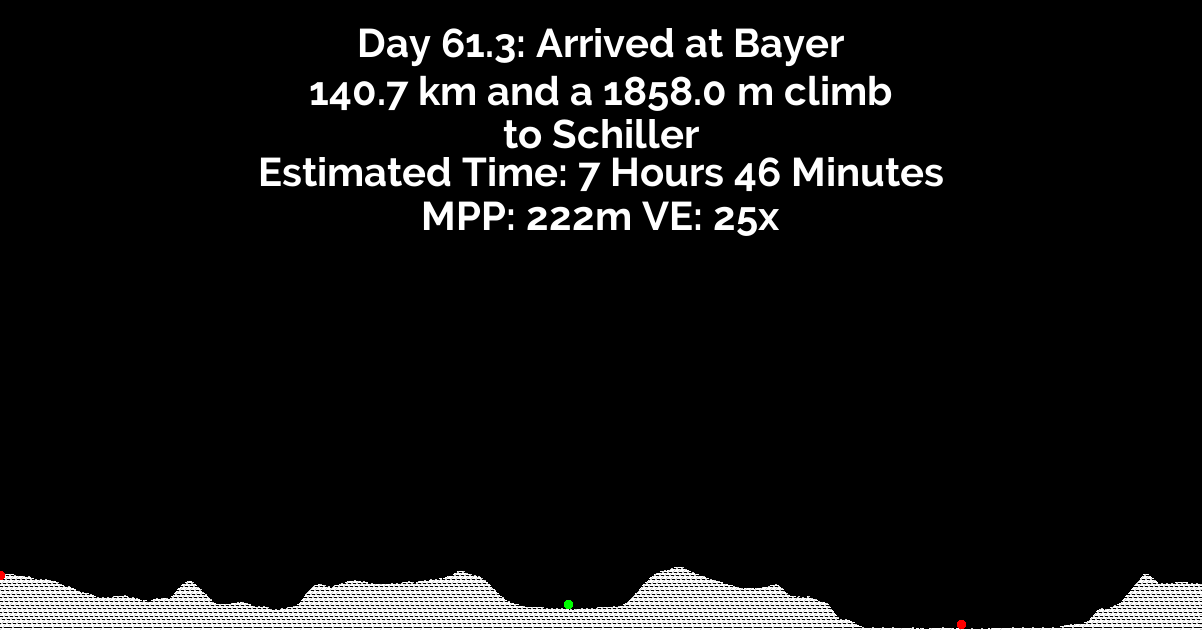 Day 61.3: Arrived at Bayer
140.7 km and a 1858.0 m climb
to Schiller
Estimated Time: 7 Hours 46 Minutes
MPP: 222m VE: 25x